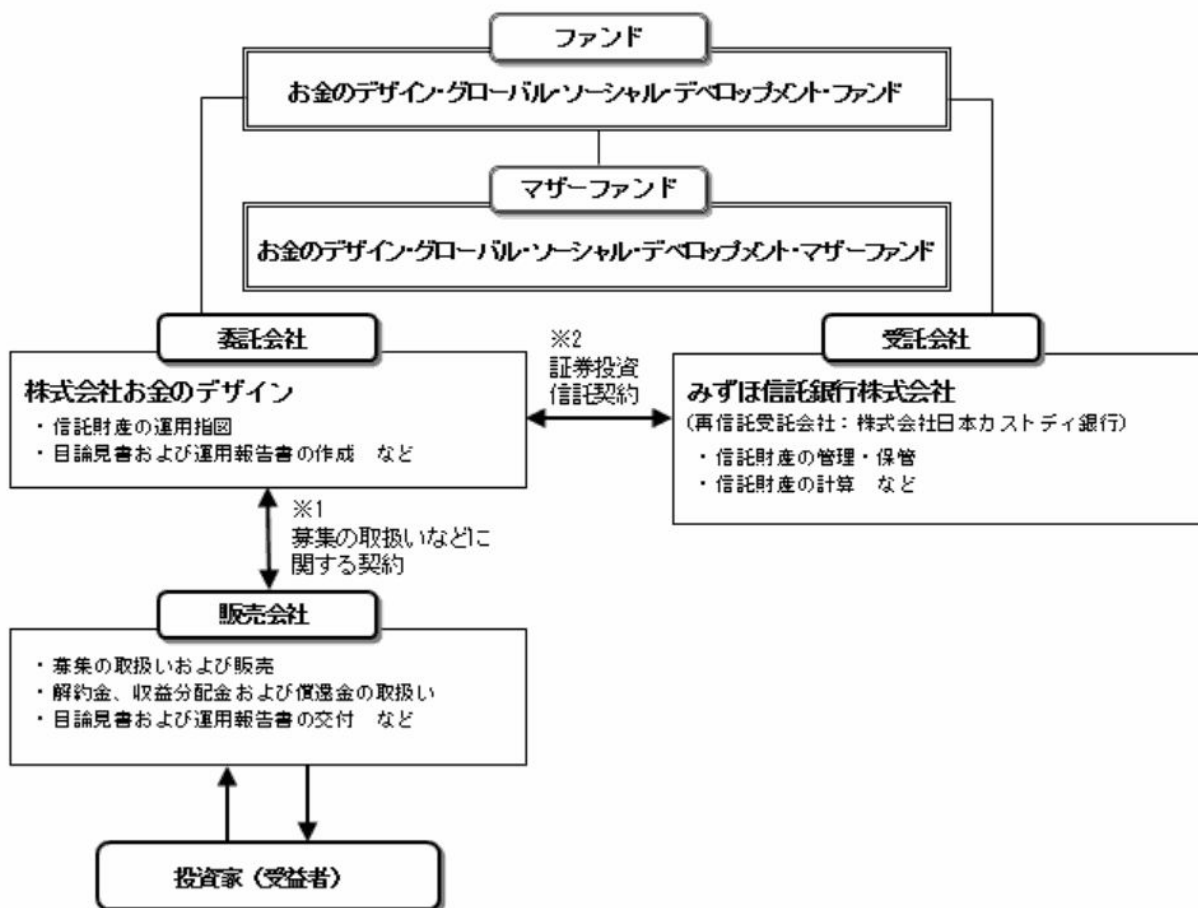 ファンド
お金のデザイン・グローバル・ソーシャル・デベロップメント・ファンド
マザーファンド
お金のデザイン・グローバル・ソーシャル・デベロップメント・マザーファンド
委託会社
株式会社お金のデザイン
・信託財産の運用指図
・目論見書および運用報告書の作成 など
※2
証券投資
信託契約
受託会社
みずほ信託銀行株式会社
(再信託受託会社:株式会社日本カストディ銀行)
・信託財産の管理・保管
・信託財産の計算 など
※1
募集の取扱いなどに
関する契約
販売会社
・募集の取扱いおよび販売
・解約金、収益分配金および償還金の取扱い
・目論見書および運用報告書の交付 など
投資家(受益者)